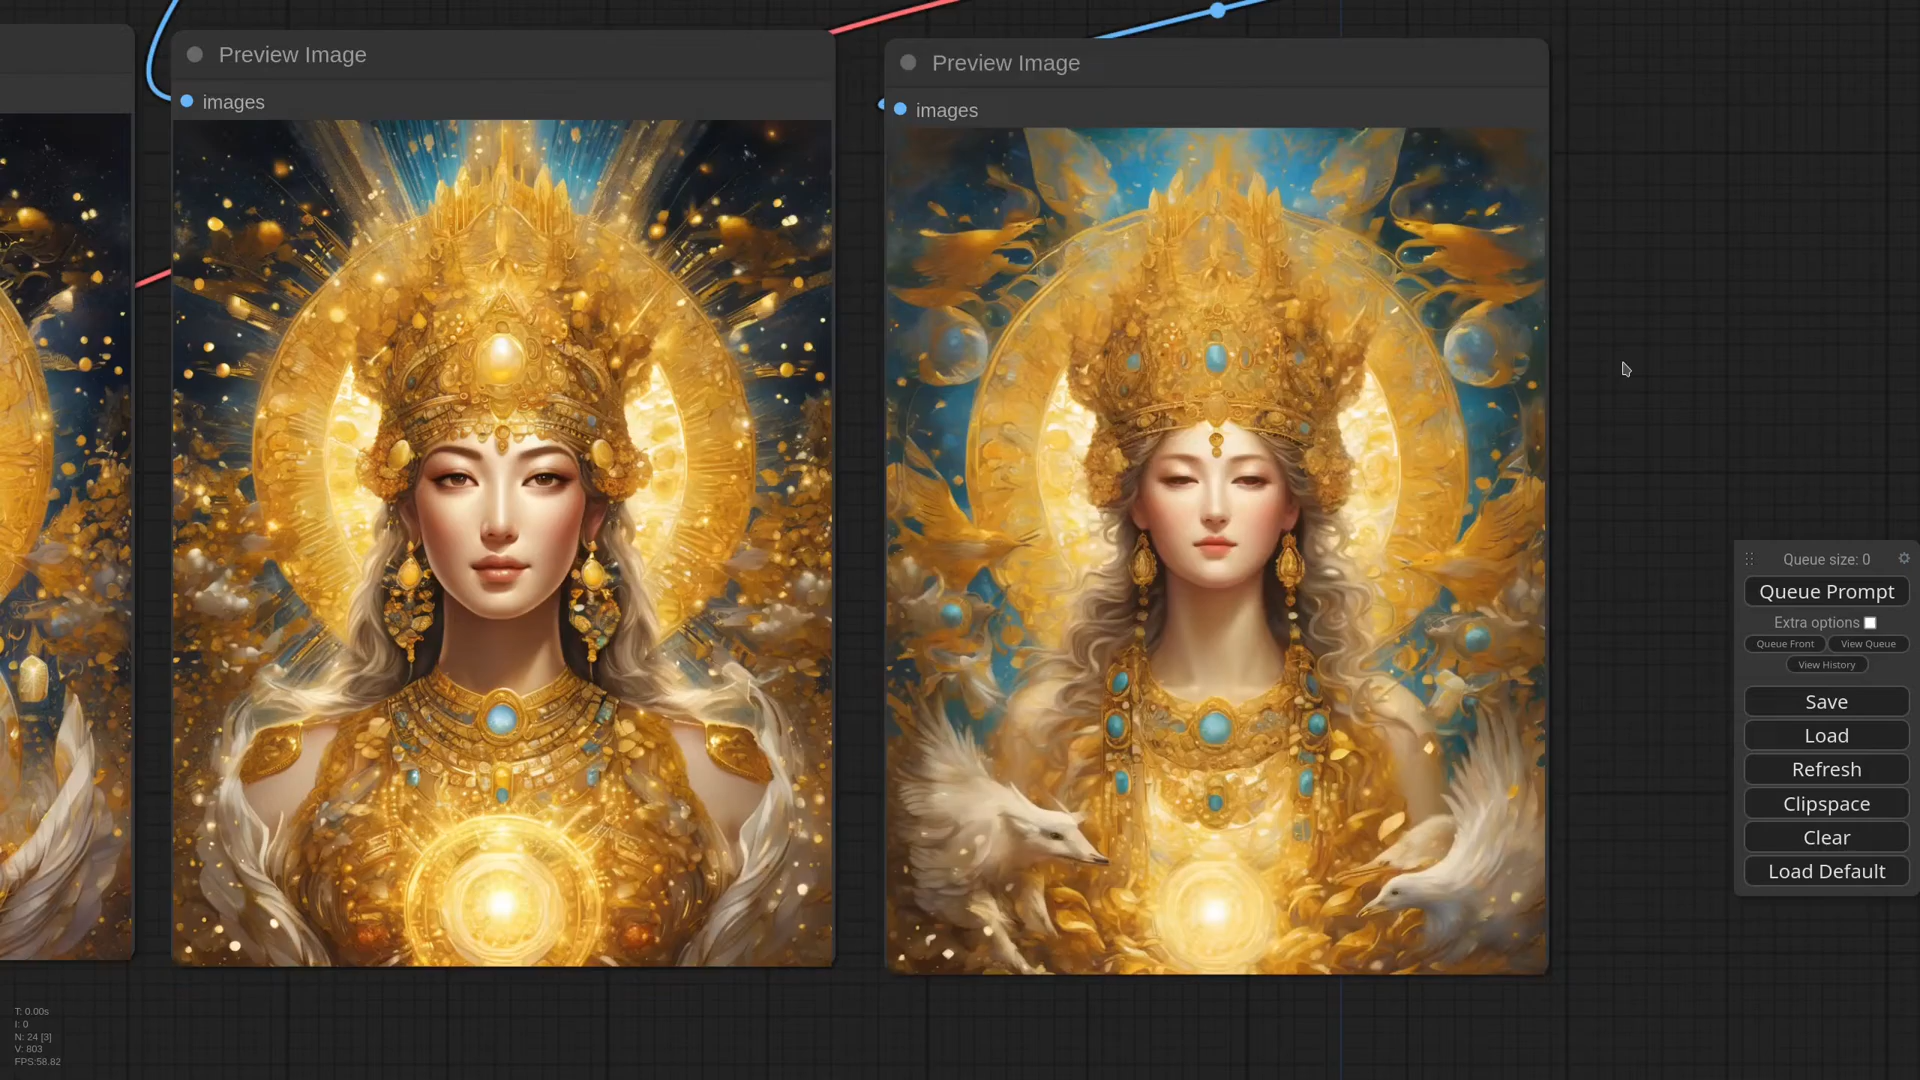 Preview Image
images
Preview Image
images
Queue size: 0
Queue Prompt
Extra options
Queue Front
View Queue
View History
Save
Load
Refresh
Clipspace
Clear
Load Default
T: 0.00s
I: 0
N: 24 [3]
V: 803
FPS:58.82